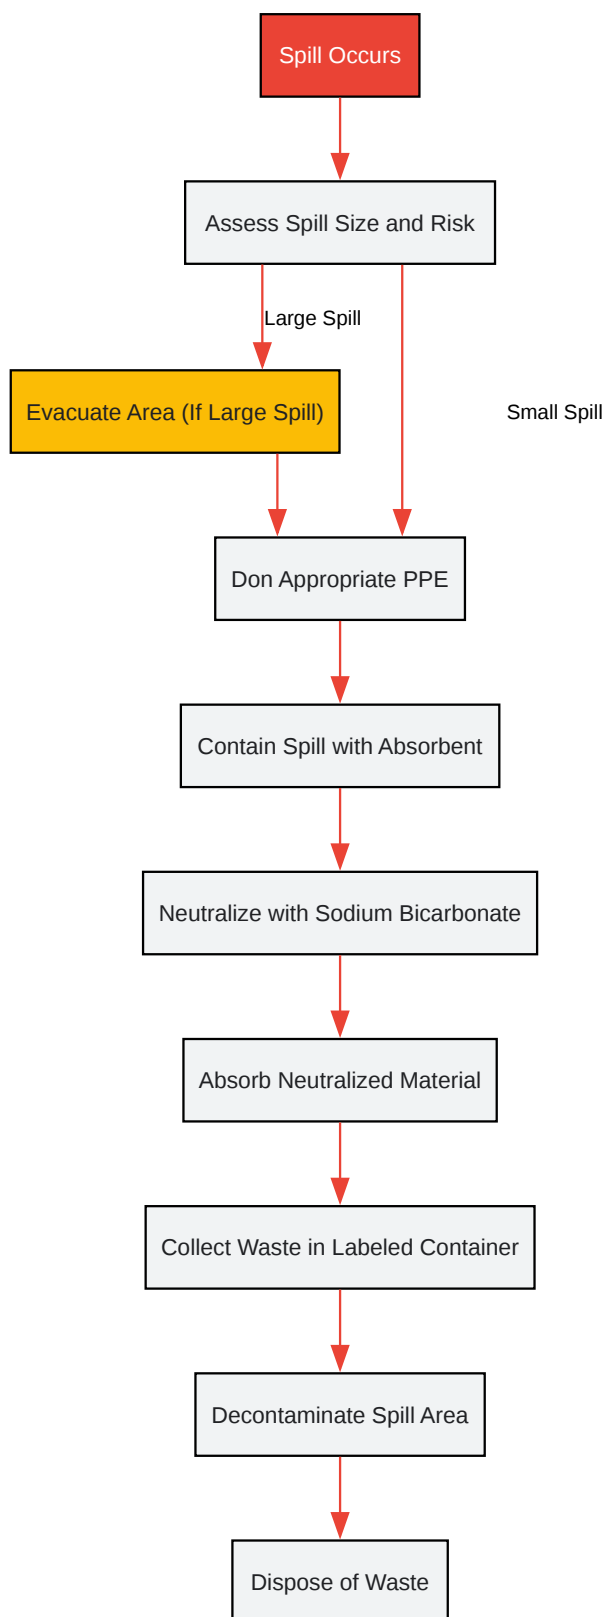 Spill Occurs
Assess Spill Size and Risk
Large Spill
Evacuate Area (If Large Spill)
Small Spill
Don Appropriate PPE
Contain Spill with Absorbent
Neutralize with Sodium Bicarbonate
Absorb Neutralized Material
Collect Waste in Labeled Container
Decontaminate Spill Area
Dispose of Waste